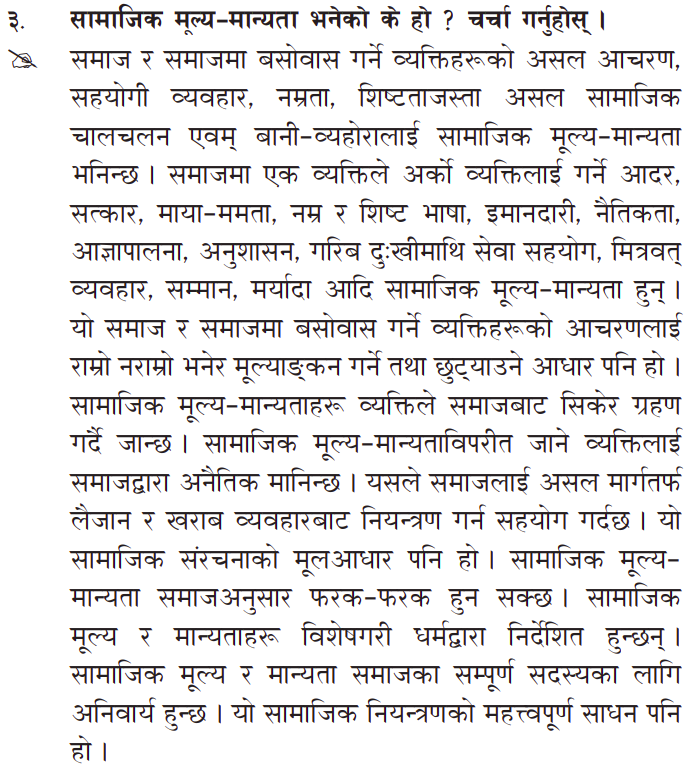 ३. सामाजिक मूल्य-मान्यता भनेको के हो ? चर्चा गर्नुहोस् ।
समाज र समाजमा बसोवास गर्ने व्यक्तिहरूको असल आचरण,
सहयोगी व्यवहार, नम्रता, शिष्टताजस्ता असल सामाजिक
चालचलन एवम् बानी-व्यहोरालाई सामाजिक मूल्य-मान्यता
भनिन्छ । समाजमा एक व्यक्तिले अर्को व्यक्तिलाई गर्ने आदर,
सत्कार, माया-ममता, नम्र र शिष्ट भाषा, इमानदारी, नैतिकता,
आज्ञापालना, अनुशासन, गरिब दुःखीमाथि सेवा सहयोग, मित्रवत्
व्यवहार, सम्मान, मर्यादा आदि सामाजिक मूल्य-मान्यता हुन् ।
यो समाज र समाजमा बसोवास गर्ने व्यक्तिहरूको आचरणलाई
राम्रो नराम्रो भनेर मूल्याङ्कन गर्ने तथा छुट्याउने आधार पनि हो ।
सामाजिक मूल्य-मान्यताहरू व्यक्तिले समाजबाट सिकेर ग्रहण
गर्दै जान्छ । सामाजिक मूल्य-मान्यताविपरीत जाने व्यक्तिलाई
समाजद्वारा अनैतिक मानिन्छ । यसले समाजलाई असल मार्गतर्फ
लैजान र खराब व्यवहारबाट नियन्त्रण गर्न सहयोग गर्दछ । यो
सामाजिक संरचनाको मूलआधार पनि हो । सामाजिक मूल्य-
मान्यता समाजअनुसार फरक-फरक हुन सक्छ । सामाजिक
मूल्य र मान्यताहरू विशेषगरी धर्मद्वारा निर्देशित हुन्छन् ।
सामाजिक मूल्य र मान्यता समाजका सम्पूर्ण सदस्यका लागि
अनिवार्य हुन्छ । यो सामाजिक नियन्त्रणको महत्त्वपूर्ण साधन पनि
हो ।